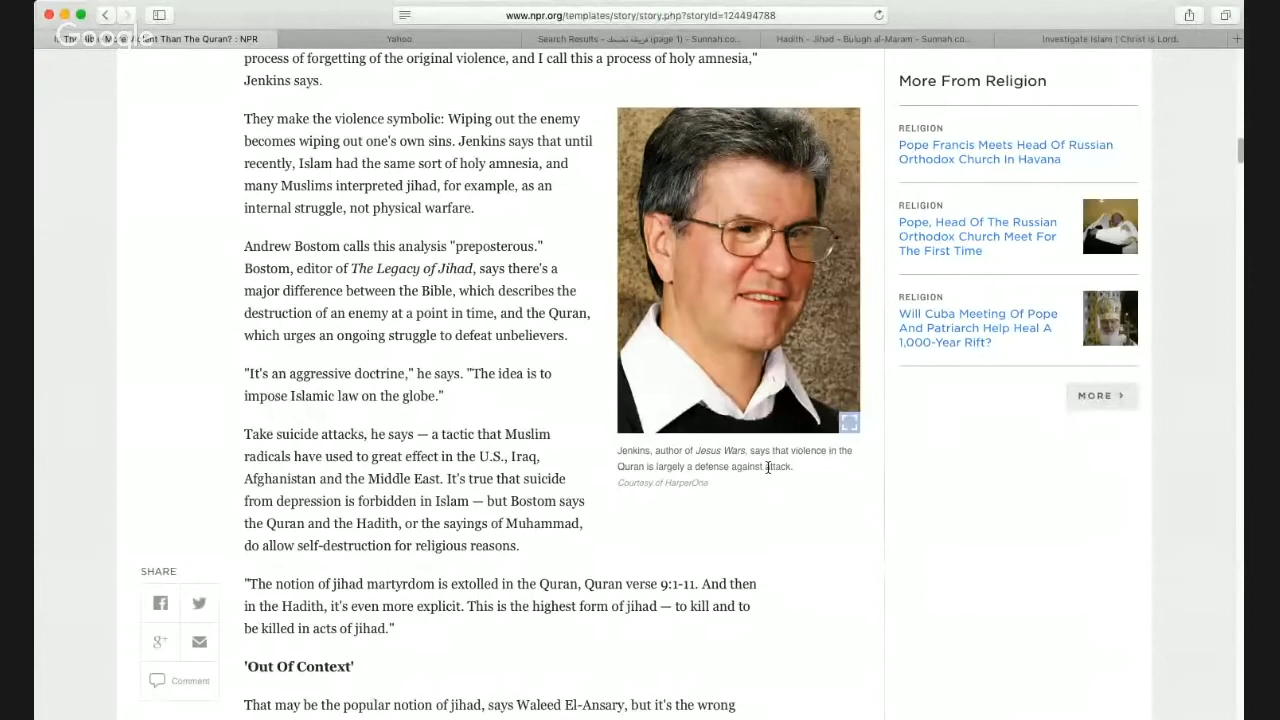 www.npr.org/templates/story/story.php?storyId=124494788
Than The Quran? : NPR
Yahoo
(page 1) - Sunnah.co...
Hadith - Jihad - Bulugh al-Maram - Sunnah.co...
Investigate Islam | Christ is Lord.
process of forgetting of the original violence, and I call this a process of holy amnesia,"
Jenkins says.
They make the violence symbolic: Wiping out the enemy
becomes wiping out one's own sins. Jenkins says that until
recently, Islam had the same sort of holy amnesia, and
many Muslims interpreted jihad, for example, as an
internal struggle, not physical warfare.
Andrew Bostom calls this analysis "preposterous."
Bostom, editor of The Legacy of Jihad, says there's a
major difference between the Bible, which describes the
destruction of an enemy at a point in time, and the Quran,
which urges an ongoing struggle to defeat unbelievers.
"It's an aggressive doctrine," he says. "The idea is to
impose Islamic law on the globe."
Take suicide attacks, he says — a tactic that Muslim
radicals have used to great effect in the U.S., Iraq,
Afghanistan and the Middle East. It's true that suicide
from depression is forbidden in Islam — but Bostom says
the Quran and the Hadith, or the sayings of Muhammad,
do allow self-destruction for religious reasons.
Jenkins, author of Jesus Wars, says that violence in the
Quran is largely a defense against attack.
Courtesy of HarperOne
"The notion of jihad martyrdom is extolled in the Quran, Quran verse 9:1-11. And then
in the Hadith, it's even more explicit. This is the highest form of jihad — to kill and to
be killed in acts of jihad."
'Out Of Context'
That may be the popular notion of jihad, says Waleed El-Ansary, but it's the wrong
SHARE
g+
Comment
More From Religion
RELIGION
Pope Francis Meets Head Of Russian
Orthodox Church In Havana
RELIGION
Pope, Head Of The Russian
Orthodox Church Meet For
The First Time
RELIGION
Will Cuba Meeting Of Pope
And Patriarch Help Heal A
1,000-Year Rift?
MORE